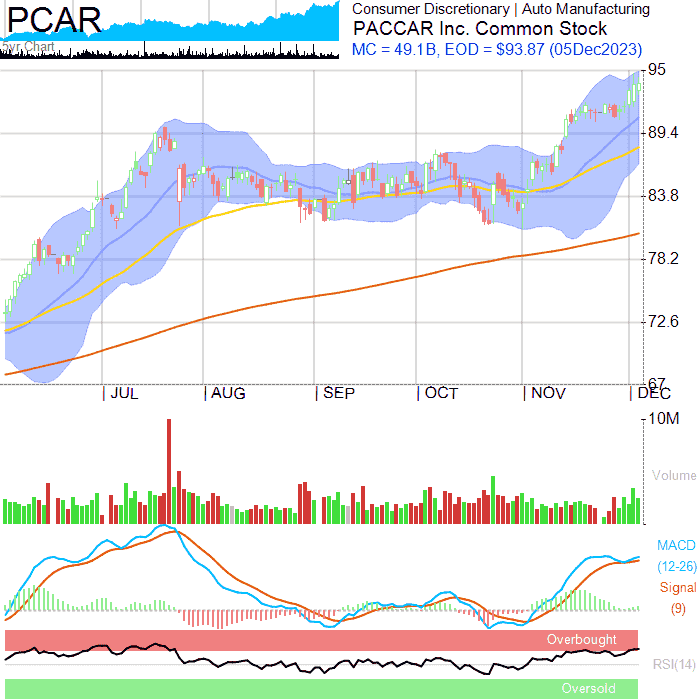 PCAR
5yr Chart
Consumer Discretionary | Auto Manufacturing
PACCAR Inc. Common Stock
MC = 49.1B, EOD = $93.87 (05Dec2023)
95
89.4
83.8
78.2
72.6
67
JUL
AUG
SEP
OCT
NOV
DEC
10M
Volume
MACD
(12-26)
Signal
(9)
Overbought
RSI(14)
Oversold